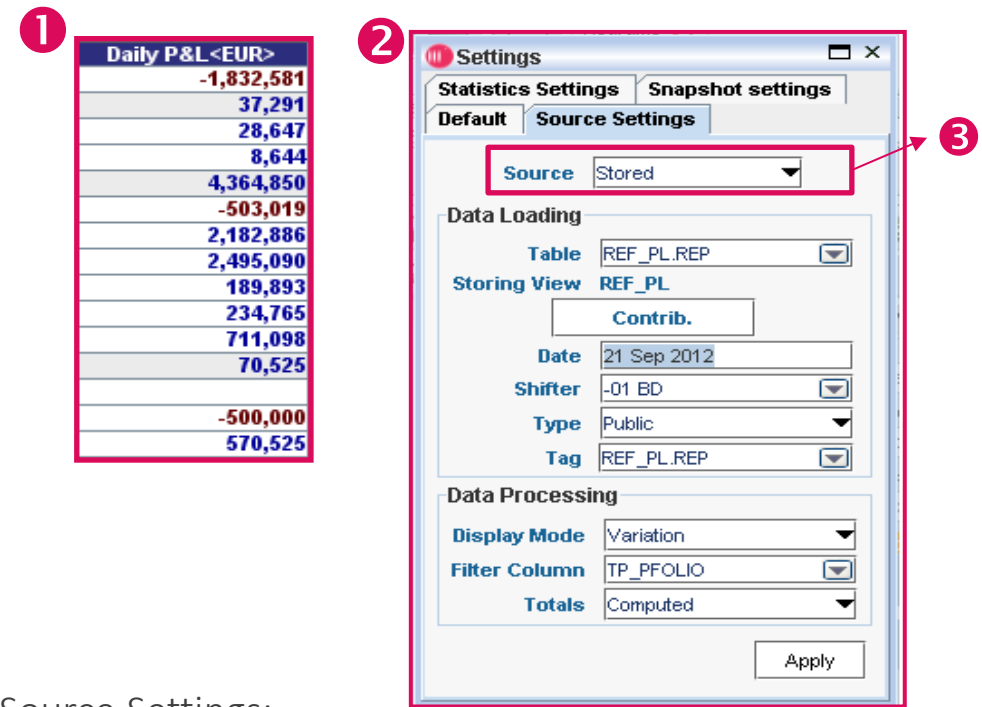 1
Daily P&L<EUR>
-1,832,581
37,291
28,647
8,644
4,364,850
-503,019
2,182,886
2,495,090
189,893
234,765
711,098
70,525
-500,000
570,525
2
Settings
Statistics Settings Snapshot settings
Default Source Settings
3
Source Stored
Data Loading
Table REF_PL.REP
Storing View REF_PL
Contrib.
Date 21 Sep 2012
Shifter -01 BD
Type Public
Tag REF_PL.REP
Data Processing
Display Mode Variation
Filter Column TP_PFOLIO
Totals Computed
Apply
Source Settings: